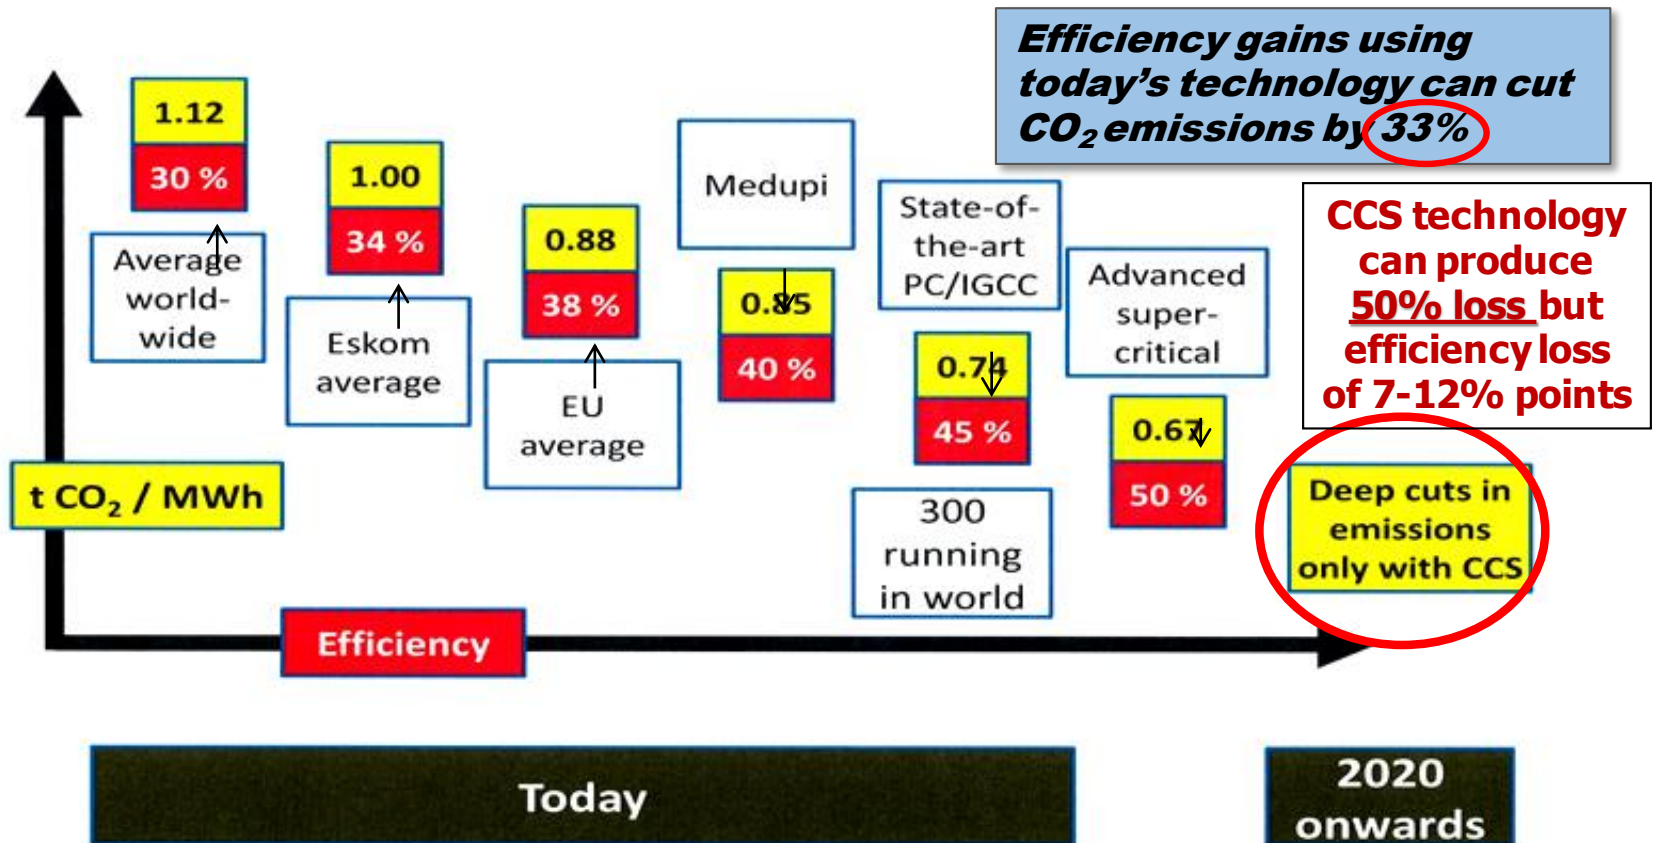 Efficiency gains using
today's technology can cut
CO₂ emissions by 33%
1.12
30 %
Average
world-
wide
1.00
34 %
Eskom
average
0.88
38 %
EU
average
Medupi
0.85
40 %
State-of-
the-art
PC/IGCC
0.74
45 %
300
running
in world
Advanced
super-
critical
0.67
50 %
CCS technology
can produce
50% loss but
efficiency loss
of 7-12% points
Deep cuts in
emissions
only with CCS
t CO₂ / MWh
Efficiency
Today
2020
onwards